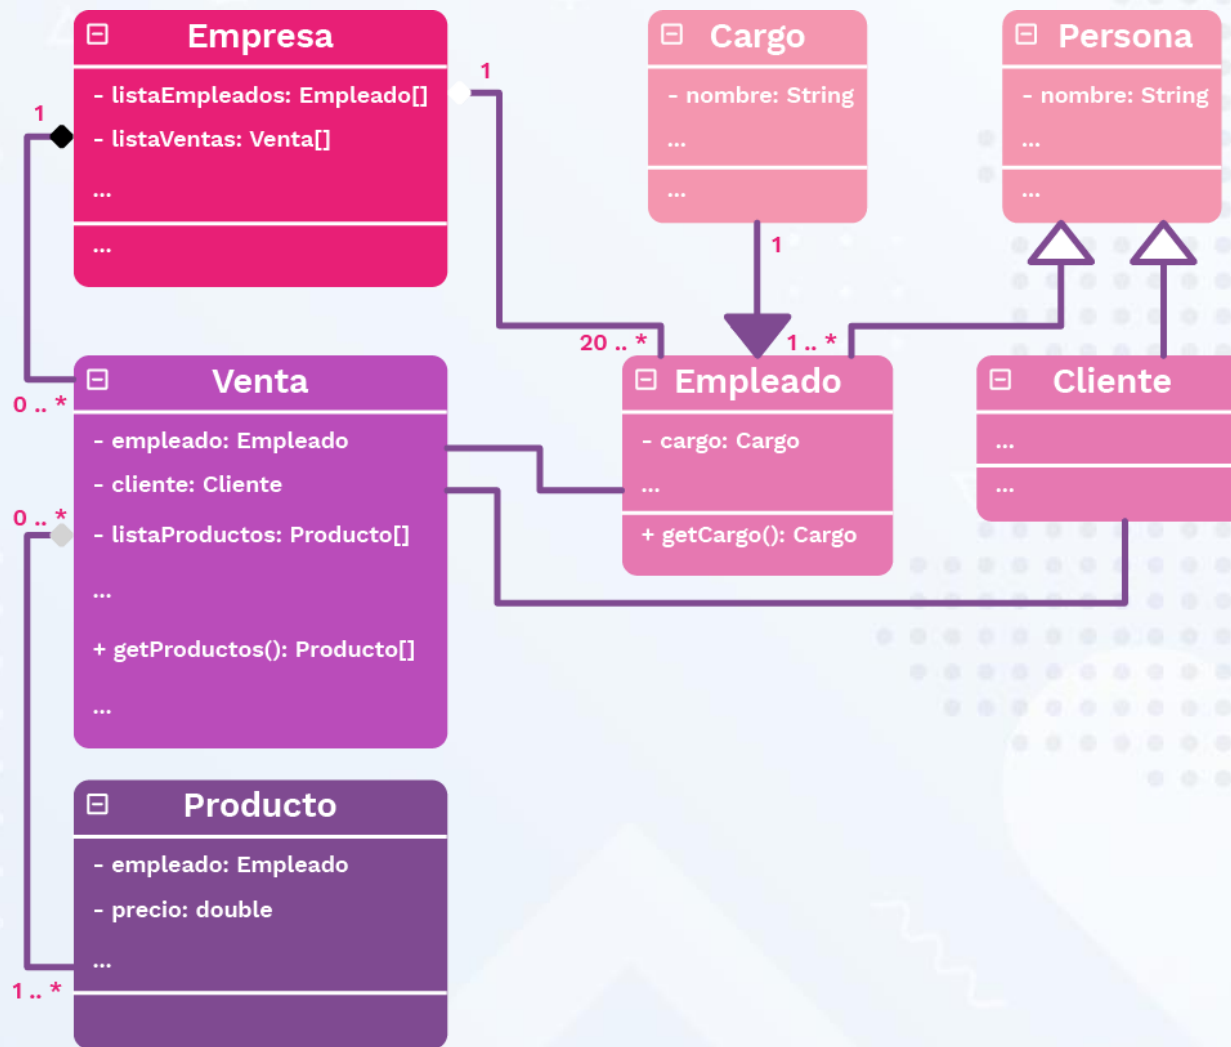 Empresa
- listaEmpleados: Empleado[]
- listaVentas: Venta[]
...
...
1
1
Cargo
- nombre: String
...
...
1
Persona
- nombre: String
...
...
20 .. *
1 .. *
0 .. *
Venta
- empleado: Empleado
- cliente: Cliente
- listaProductos: Producto[]
...
+ getProductos(): Producto[]
...
0 .. *
Empleado
- cargo: Cargo
...
+ getCargo(): Cargo
Cliente
...
...
Producto
- empleado: Empleado
- precio: double
...
1 .. *